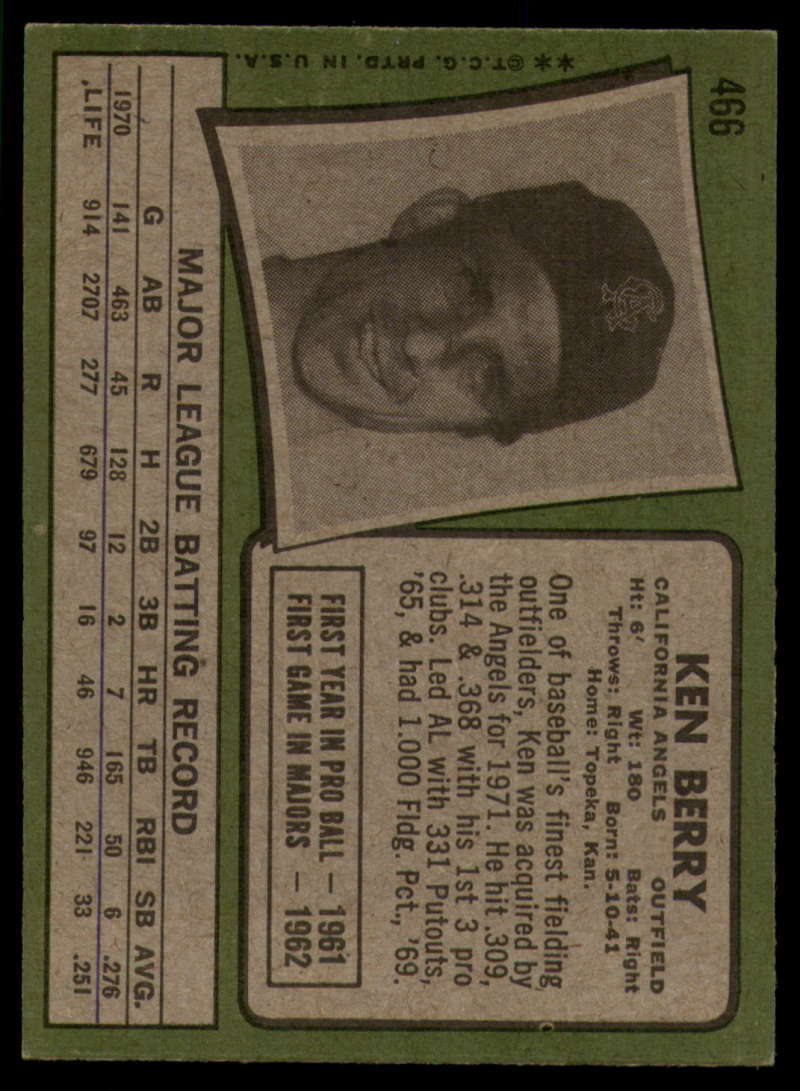 466
**©T.C.G. PRTD. IN U.S.A.
KEN BERRY
CALIFORNIA ANGELS OUTFIELD
Ht: 6' Wt: 180 Bats: Right
Throws: Right Born: 5-10-41
Home: Topeka, Kan.
One of baseball's finest fielding
outfielders, Ken was acquired by
the Angels for 1971. He hit .309,
.314 & .368 with his 1st 3 pro
clubs. Led AL with 331 Putouts,
'65, & had 1.000 Fldg. Pct., '69.
FIRST YEAR IN PRO BALL — 1961
FIRST GAME IN MAJORS — 1962
MAJOR LEAGUE BATTING RECORD
G AB R H 2B 3B HR TB RBI SB AVG.
1970 141 463 45 128 12 2 7 165 50 6 .276
LIFE 914 2707 277 679 97 16 46 946 221 33 .251